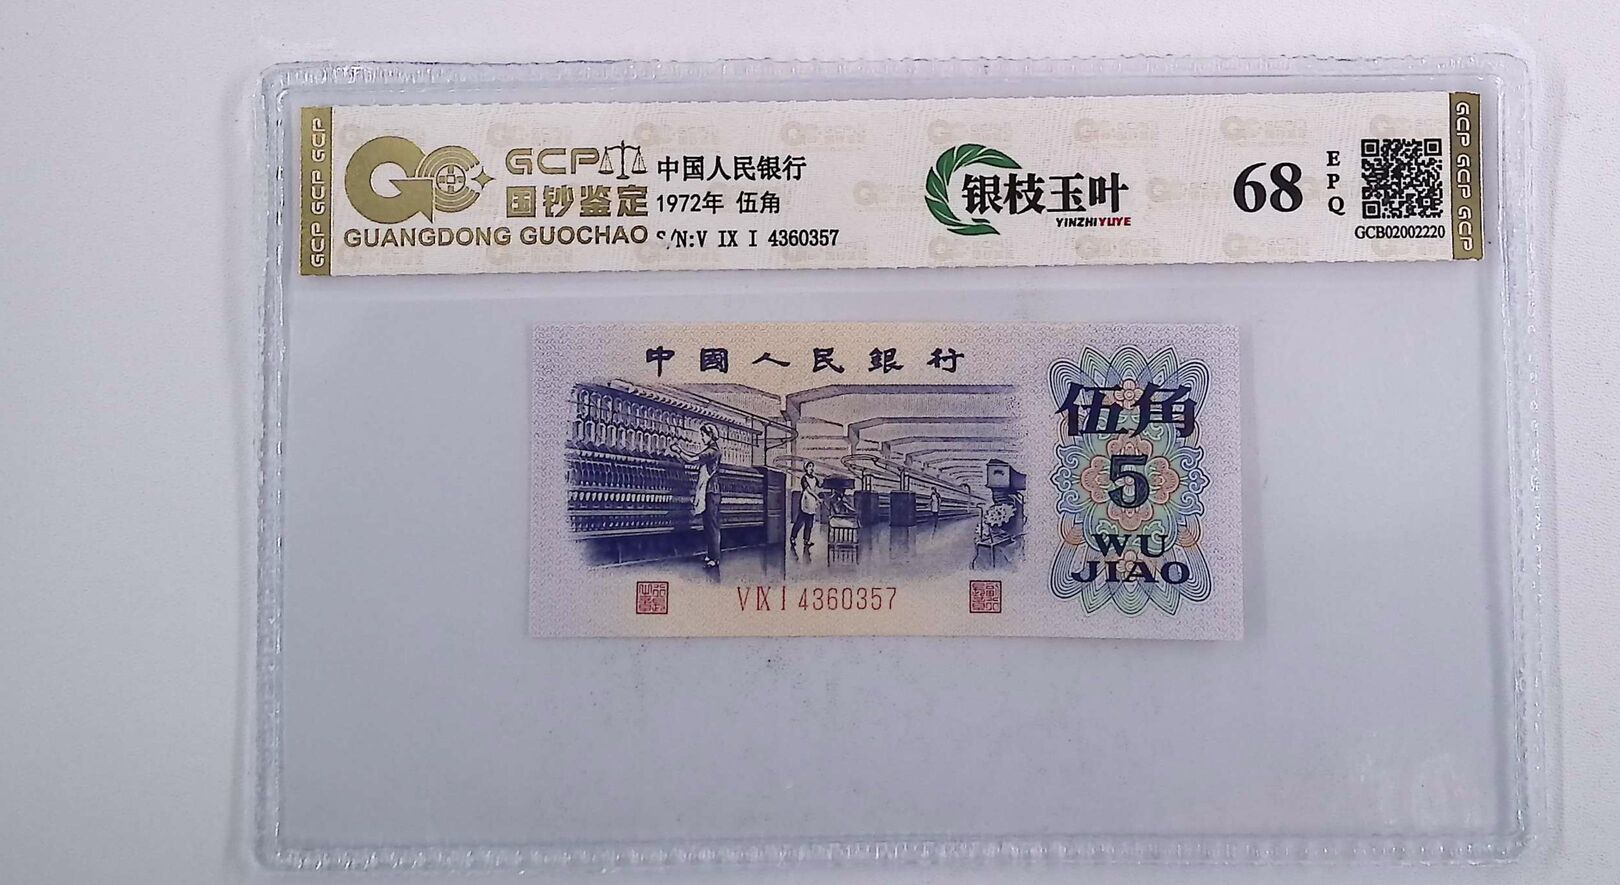 GCP GCP GCP
GCP
国钞鉴定
GUANGDONG GUOCHAO
中国人民银行
1972年 伍角
S/N:V IX I 4360357
银枝玉叶
YINZHIYUYE
68
EPQ
GCB02002220
GCP GCP GCP
中國人民銀行
伍角
5
WU
JIAO
V IX I 4360357